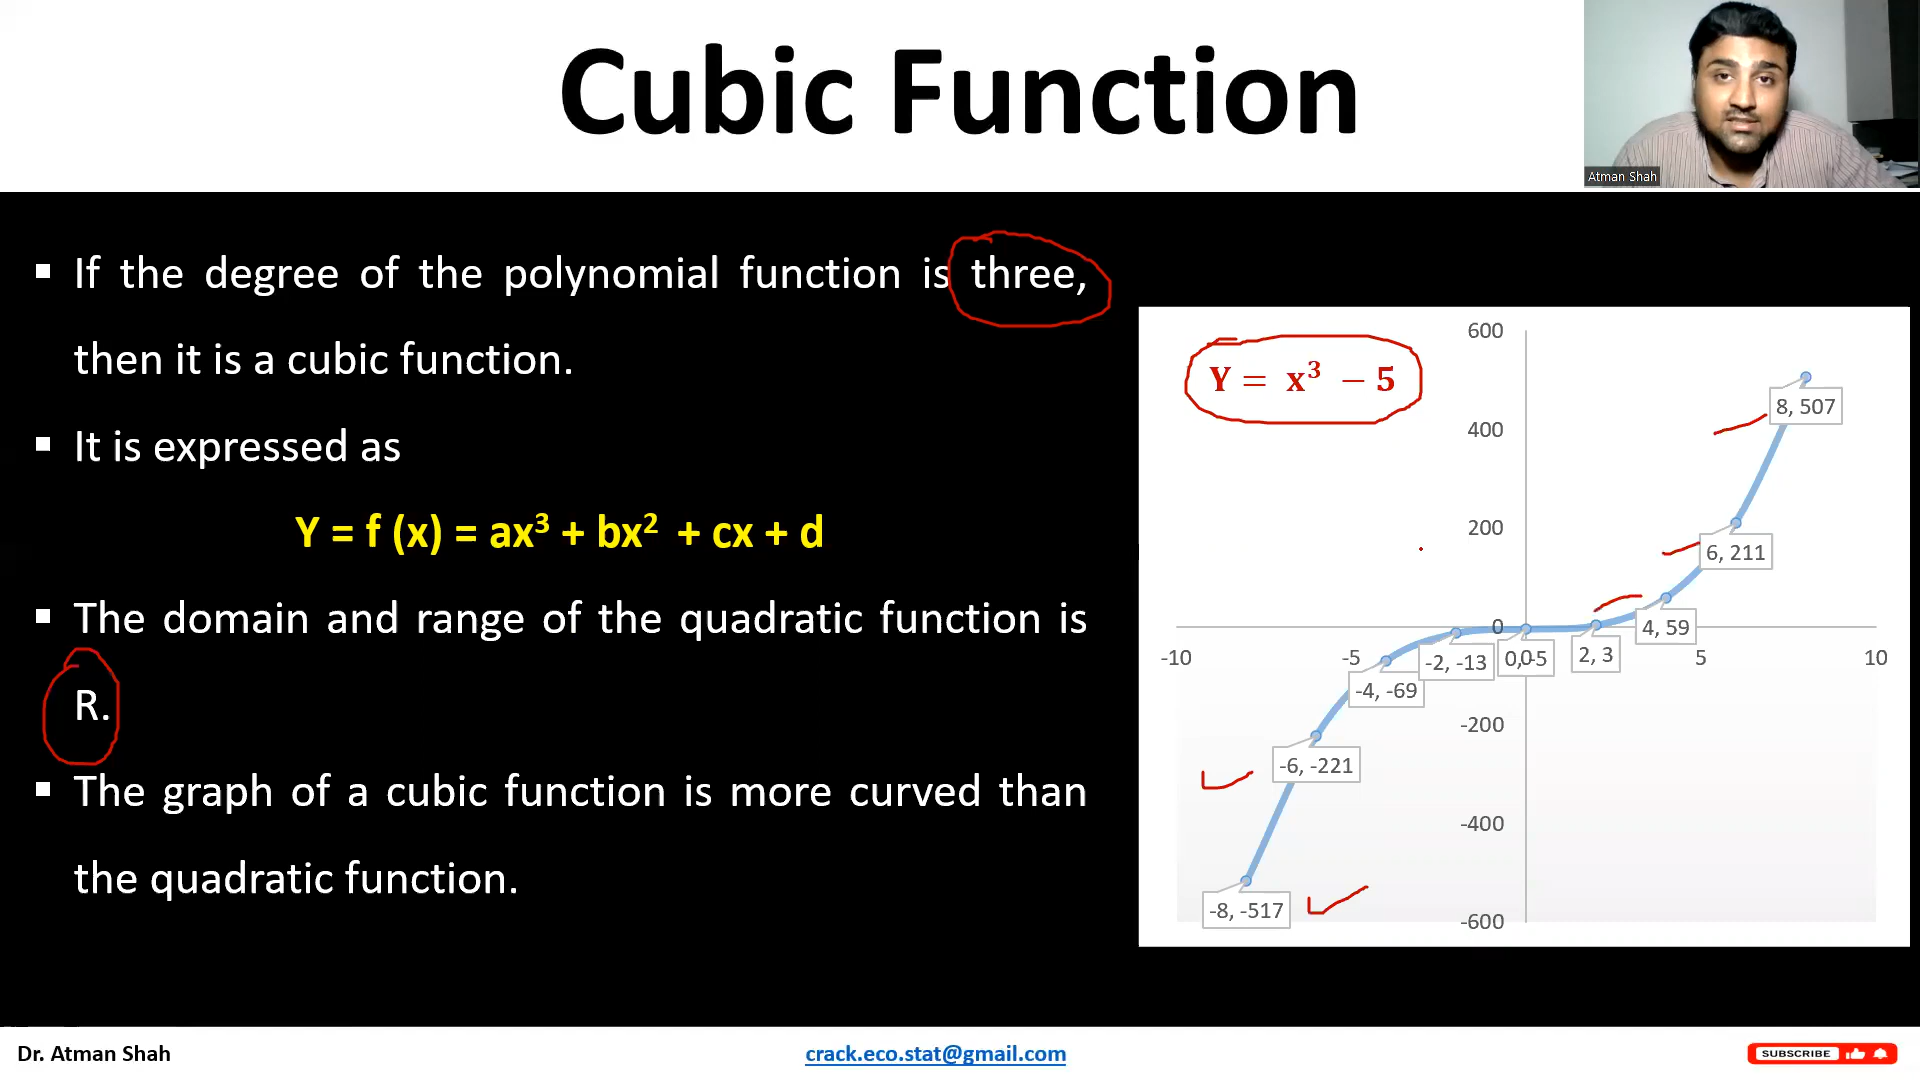 Cubic Function
Atman Shah
▪ If the degree of the polynomial function is three,
then it is a cubic function.
▪ It is expressed as
Y = f (x) = ax³ + bx² + cx + d
▪ The domain and range of the quadratic function is
R.
▪ The graph of a cubic function is more curved than
the quadratic function.
Y = x³ − 5
600
400
200
0
-200
-400
-600
-10
-5
0
5
10
8, 507
6, 211
4, 59
2, 3
0, -5
-2, -13
-4, -69
-6, -221
-8, -517
Dr. Atman Shah
crack.eco.stat@gmail.com
SUBSCRIBE